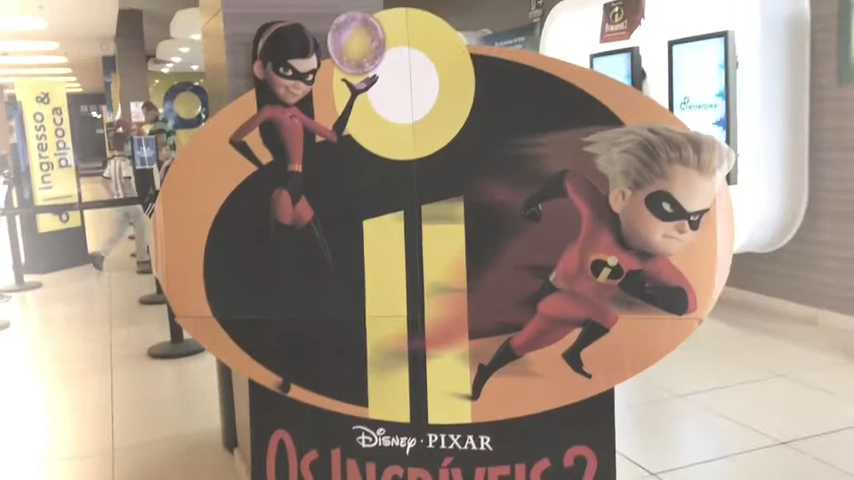 ingresso &
pipoca
Disney · PIXAR
OS INCRÍVEIS 2